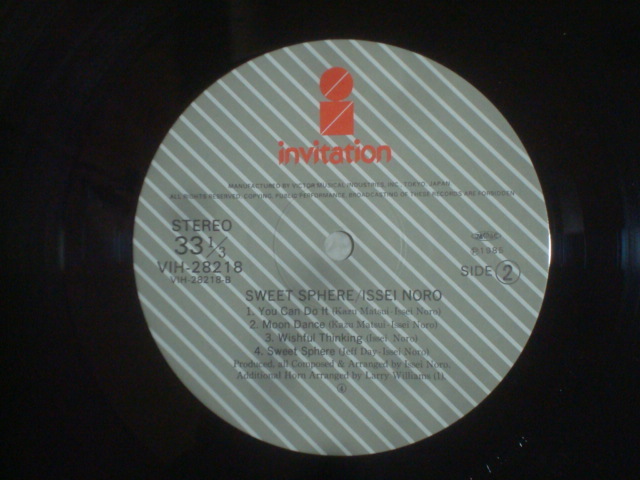 invitation
MANUFACTURED BY VICTOR MUSICAL INDUSTRIES, INC., TOKYO, JAPAN
ALL RIGHTS RESERVED. COPYING, PUBLIC PERFORMANCE, BROADCASTING OF THESE RECORDS ARE FORBIDDEN
STEREO
33 1/3
VIH-28218
VIH-28218-B
SIDE 2
SWEET SPHERE/ISSEI NORO
1. You Can Do It (Kazu Matsui-Issei Noro)
2. Moon Dance (Kazu Matsui-Issei Noro)
3. Wishful Thinking (Issei Noro)
4. Sweet Sphere (Jeff Day-Issei Noro)
Produced, all Composed & Arranged by Issei Noro.
Additional Horn Arranged by Larry Williams (1).